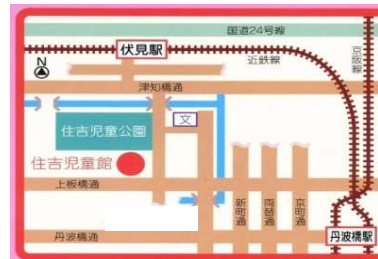 国道24号線
伏見駅
近鉄線
京阪線
N
津知橋通
文
住吉児童公園
住吉児童館
上板橋通
新町通
両替通
京町通
丹波橋通
丹波橋駅